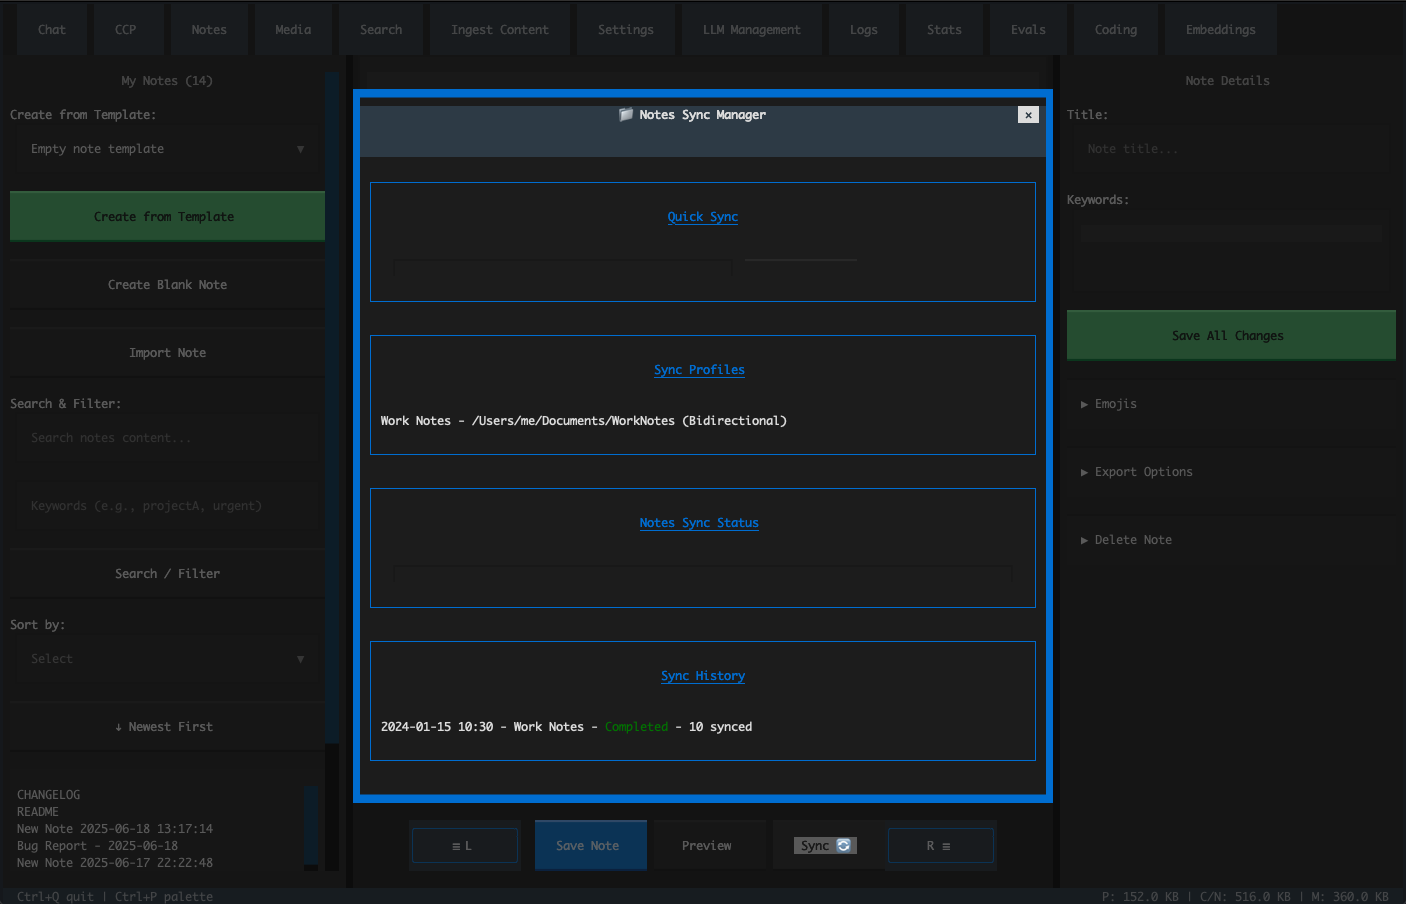 Chat CCP Notes Media Search Ingest Content Settings LLM Management Logs Stats Evals Coding Embeddings
My Notes (14)
Create from Template:
Empty note template ▼
Create from Template
Create Blank Note
Import Note
Search & Filter:
Search notes content...
Keywords (e.g., projectA, urgent)
Search / Filter
Sort by:
Select ▼
↓ Newest First
CHANGELOG
README
New Note 2025-06-18 13:17:14
Bug Report - 2025-06-18
New Note 2025-06-17 22:22:48
📁 Notes Sync Manager ×
Quick Sync
Sync Profiles
Work Notes - /Users/me/Documents/WorkNotes (Bidirectional)
Notes Sync Status
Sync History
2024-01-15 10:30 - Work Notes - Completed - 10 synced
≡ L Save Note Preview Sync 🔄 R ≡
Note Details
Title:
Note title...
Keywords:
Save All Changes
▶ Emojis
▶ Export Options
▶ Delete Note
Ctrl+Q quit | Ctrl+P palette
P: 152.0 KB | C/N: 516.0 KB | M: 360.0 KB